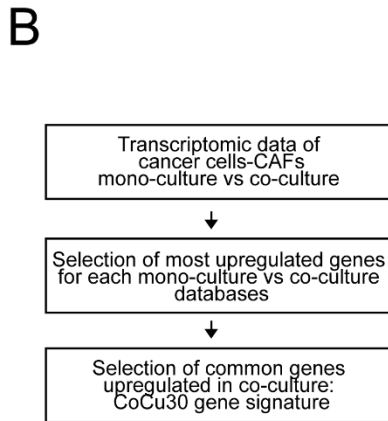 B
Transcriptomic data of
cancer cells-CAFs
mono-culture vs co-culture
Selection of most upregulated genes
for each mono-culture vs co-culture
databases
Selection of common genes
upregulated in co-culture:
CoCu30 gene signature